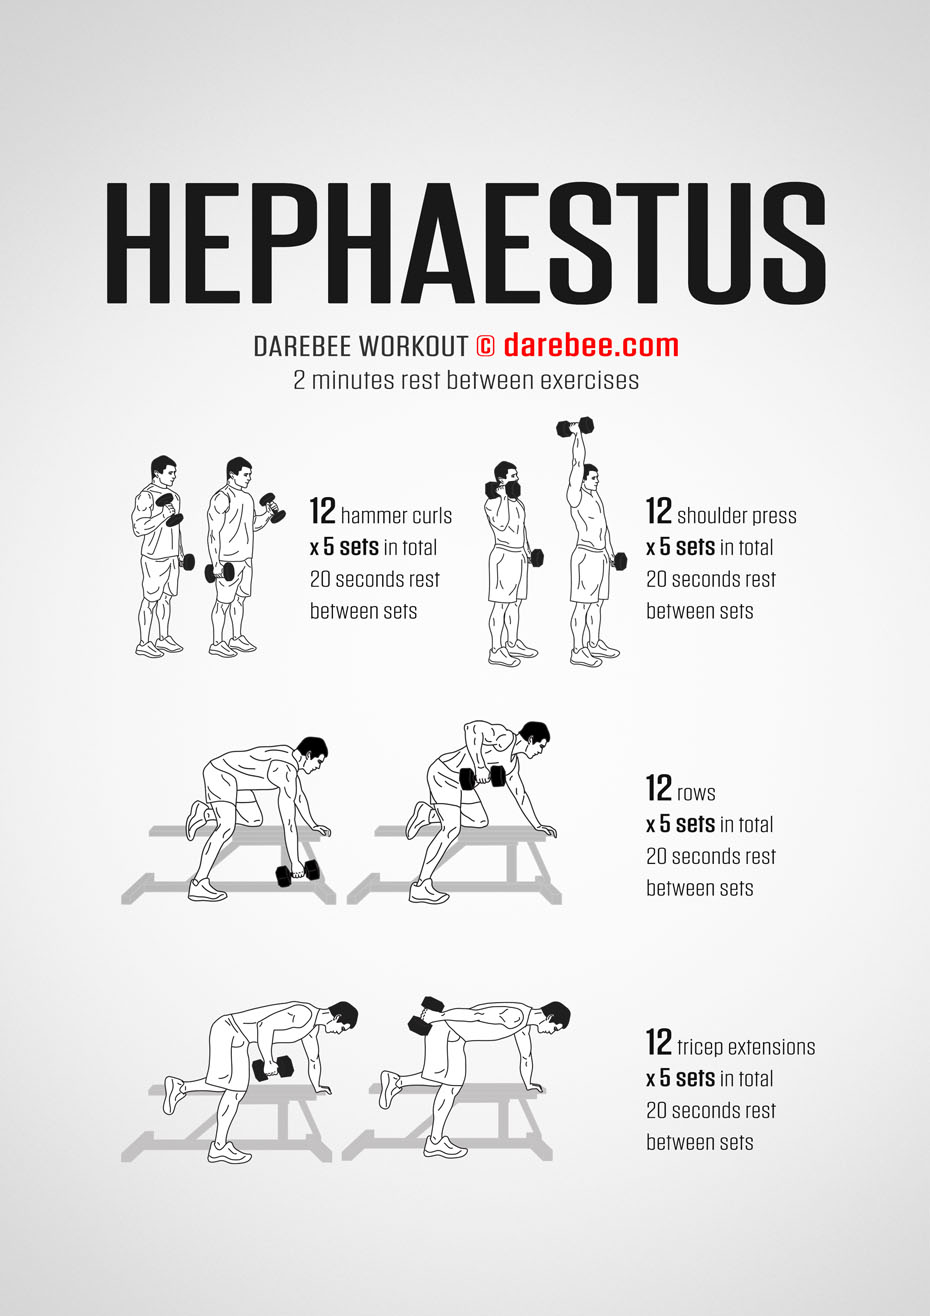 HEPHAESTUS
DAREBEE WORKOUT © darebee.com
2 minutes rest between exercises
12 hammer curls
x 5 sets in total
20 seconds rest
between sets
12 shoulder press
x 5 sets in total
20 seconds rest
between sets
12 rows
x 5 sets in total
20 seconds rest
between sets
12 tricep extensions
x 5 sets in total
20 seconds rest
between sets